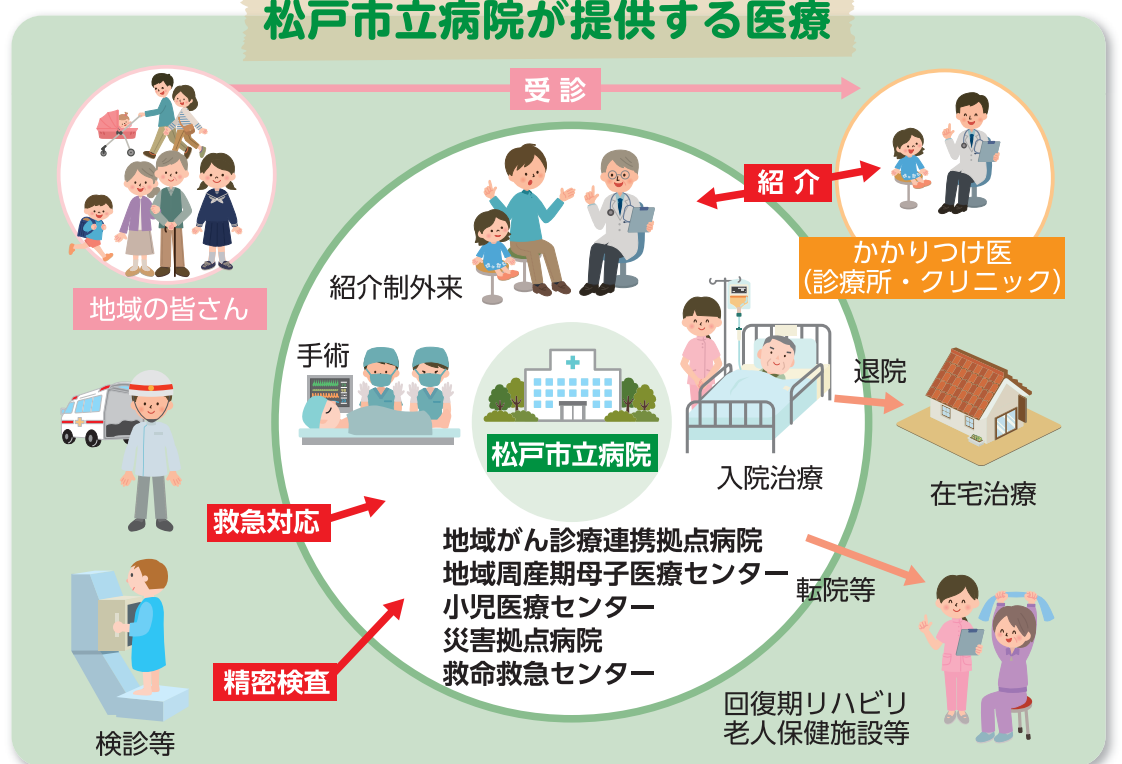 松戸市立病院が提供する医療
受診
紹介
かかりつけ医
(診療所・クリニック)
地域の皆さん
紹介制外来
手術
松戸市立病院
入院治療
退院
在宅治療
救急対応
地域がん診療連携拠点病院
地域周産期母子医療センター
小児医療センター
災害拠点病院
救命救急センター
転院等
精密検査
検診等
回復期リハビリ
老人保健施設等